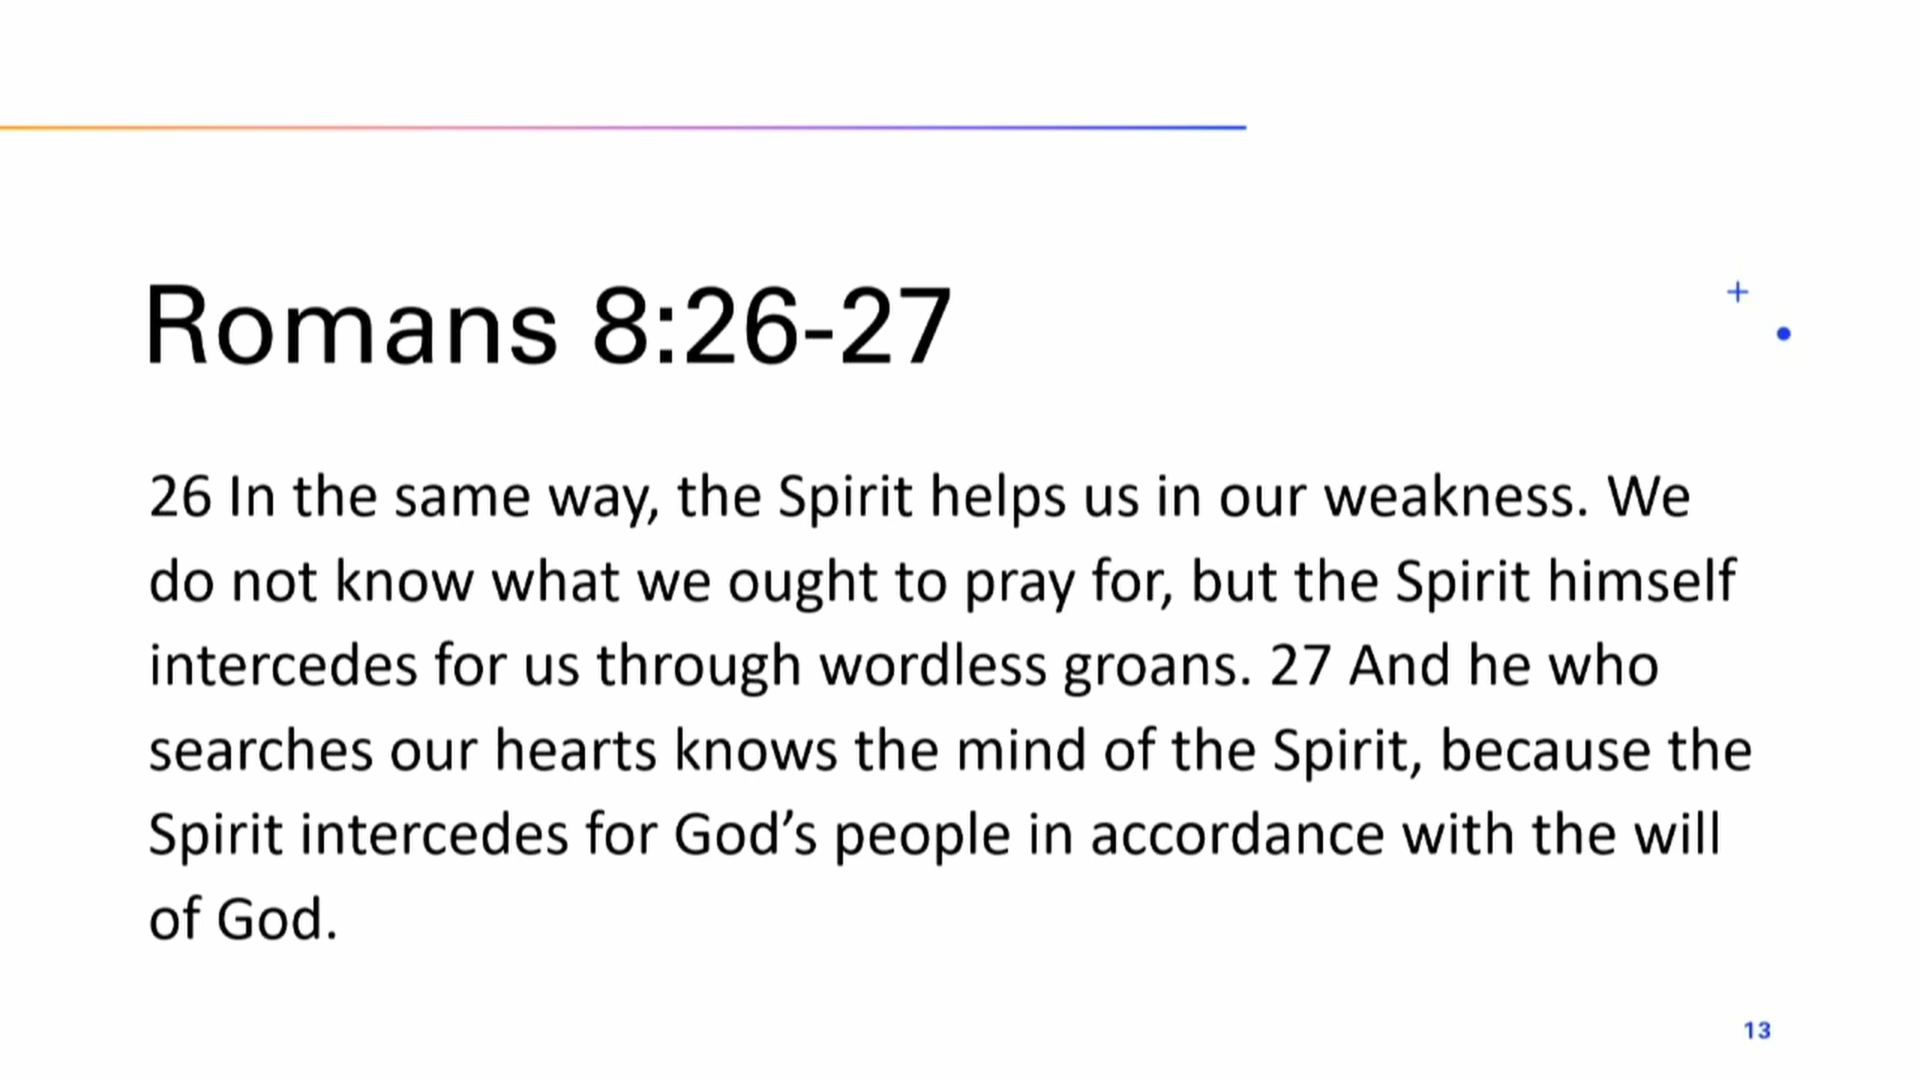 Romans 8:26-27
26 In the same way, the Spirit helps us in our weakness. We
do not know what we ought to pray for, but the Spirit himself
intercedes for us through wordless groans. 27 And he who
searches our hearts knows the mind of the Spirit, because the
Spirit intercedes for God’s people in accordance with the will
of God.
13